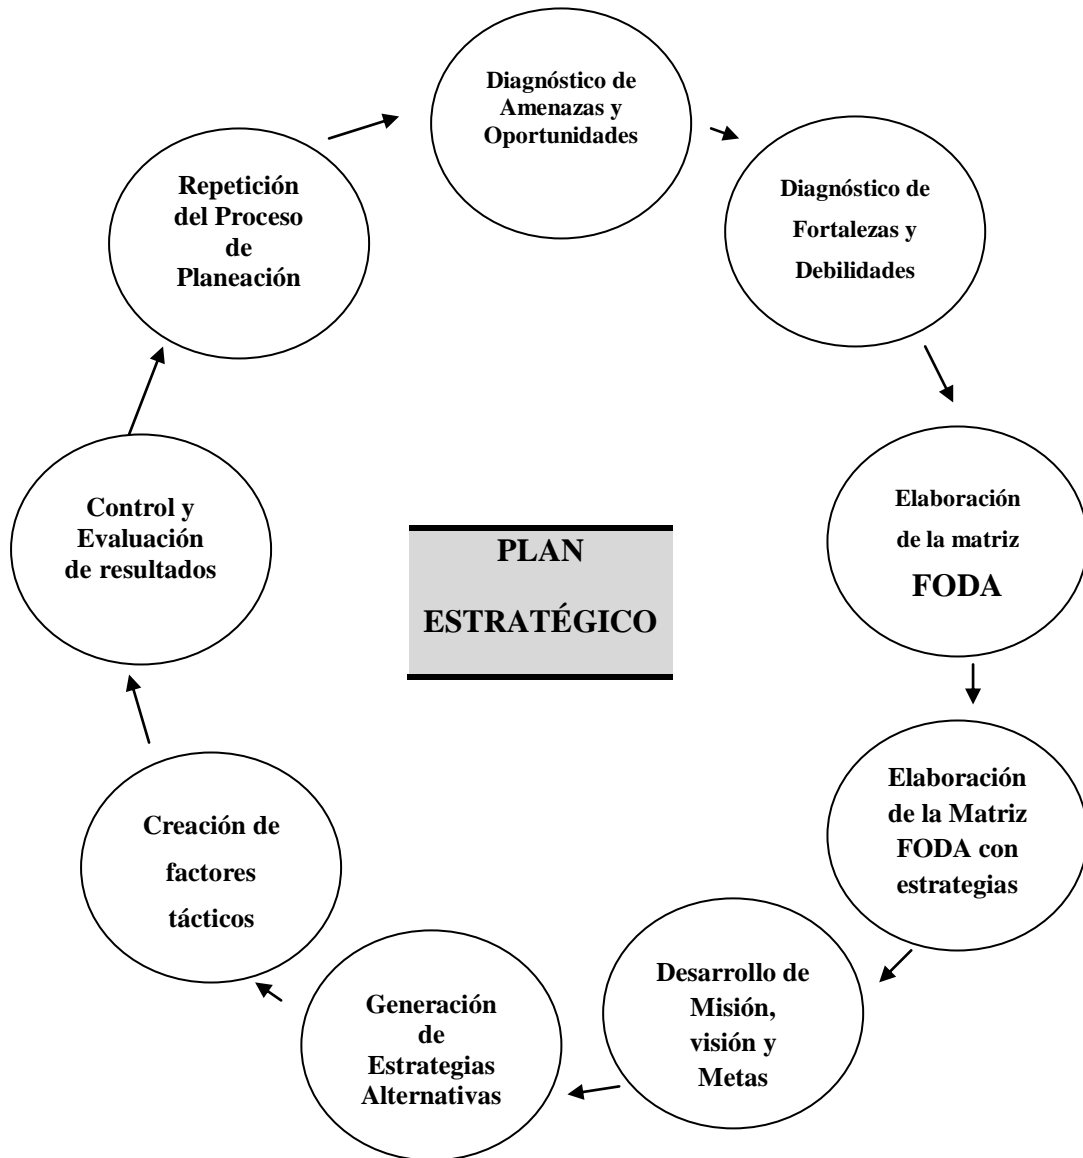 Diagnóstico de
Amenazas y
Oportunidades
Diagnóstico de
Fortalezas y
Debilidades
Elaboración
de la matriz
FODA
Elaboración
de la Matriz
FODA con
estrategias
Desarrollo de
Misión,
visión y
Metas
Generación
de
Estrategias
Alternativas
Creación de
factores
tácticos
Control y
Evaluación
de resultados
Repetición
del Proceso
de
Planeación
PLAN
ESTRATÉGICO